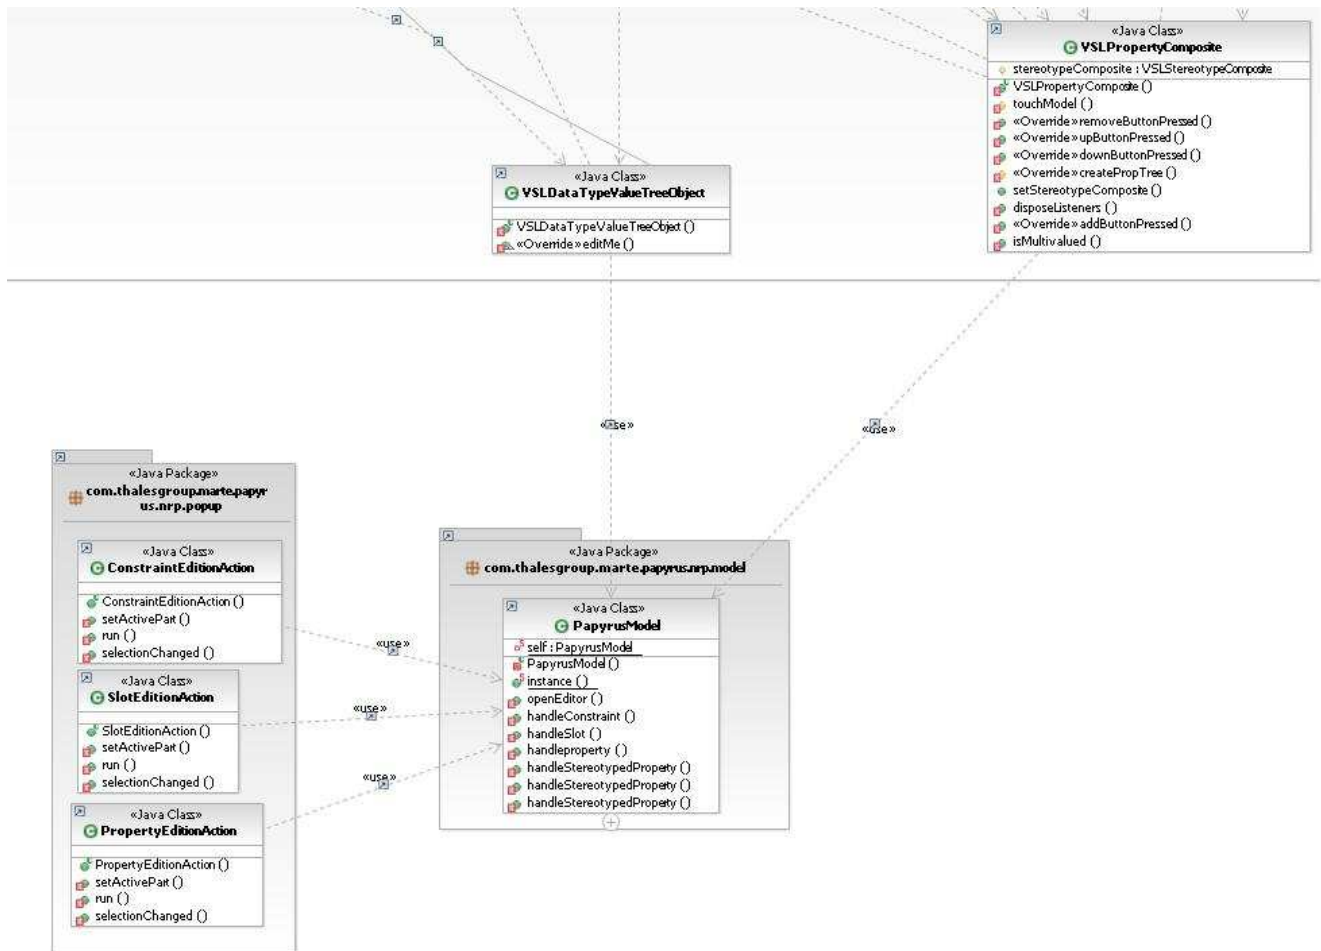 «Java Class»
VSLPropertyComposite
stereotypeComposite : VSLStereotypeComposite
VSLPropertyComposite ()
touchModel ()
«Override» removeButtonPressed ()
«Override» upButtonPressed ()
«Override» downButtonPressed ()
«Override» createPropTree ()
setStereotypeComposite ()
disposeListeners ()
«Override» addButtonPressed ()
isMultivalued ()
«Java Class»
VSLDataTypeValueTreeObject
VSLDataTypeValueTreeObject ()
«Override» editMe ()
«use»
«use»
«Java Package»
com.thalesgroup.marte.papyr
us.nrp.popup
«Java Class»
ConstraintEditionAction
ConstraintEditionAction ()
setActivePart ()
run ()
selectionChanged ()
«Java Class»
SlotEditionAction
SlotEditionAction ()
setActivePart ()
run ()
selectionChanged ()
«Java Class»
PropertyEditionAction
PropertyEditionAction ()
setActivePart ()
run ()
selectionChanged ()
«use»
«use»
«use»
«Java Package»
com.thalesgroup.marte.papyrus.nrp.model
«Java Class»
PapyrusModel
self : PapyrusModel
PapyrusModel ()
instance ()
openEditor ()
handleConstraint ()
handleSlot ()
handleproperty ()
handleStereotypedProperty ()
handleStereotypedProperty ()
handleStereotypedProperty ()